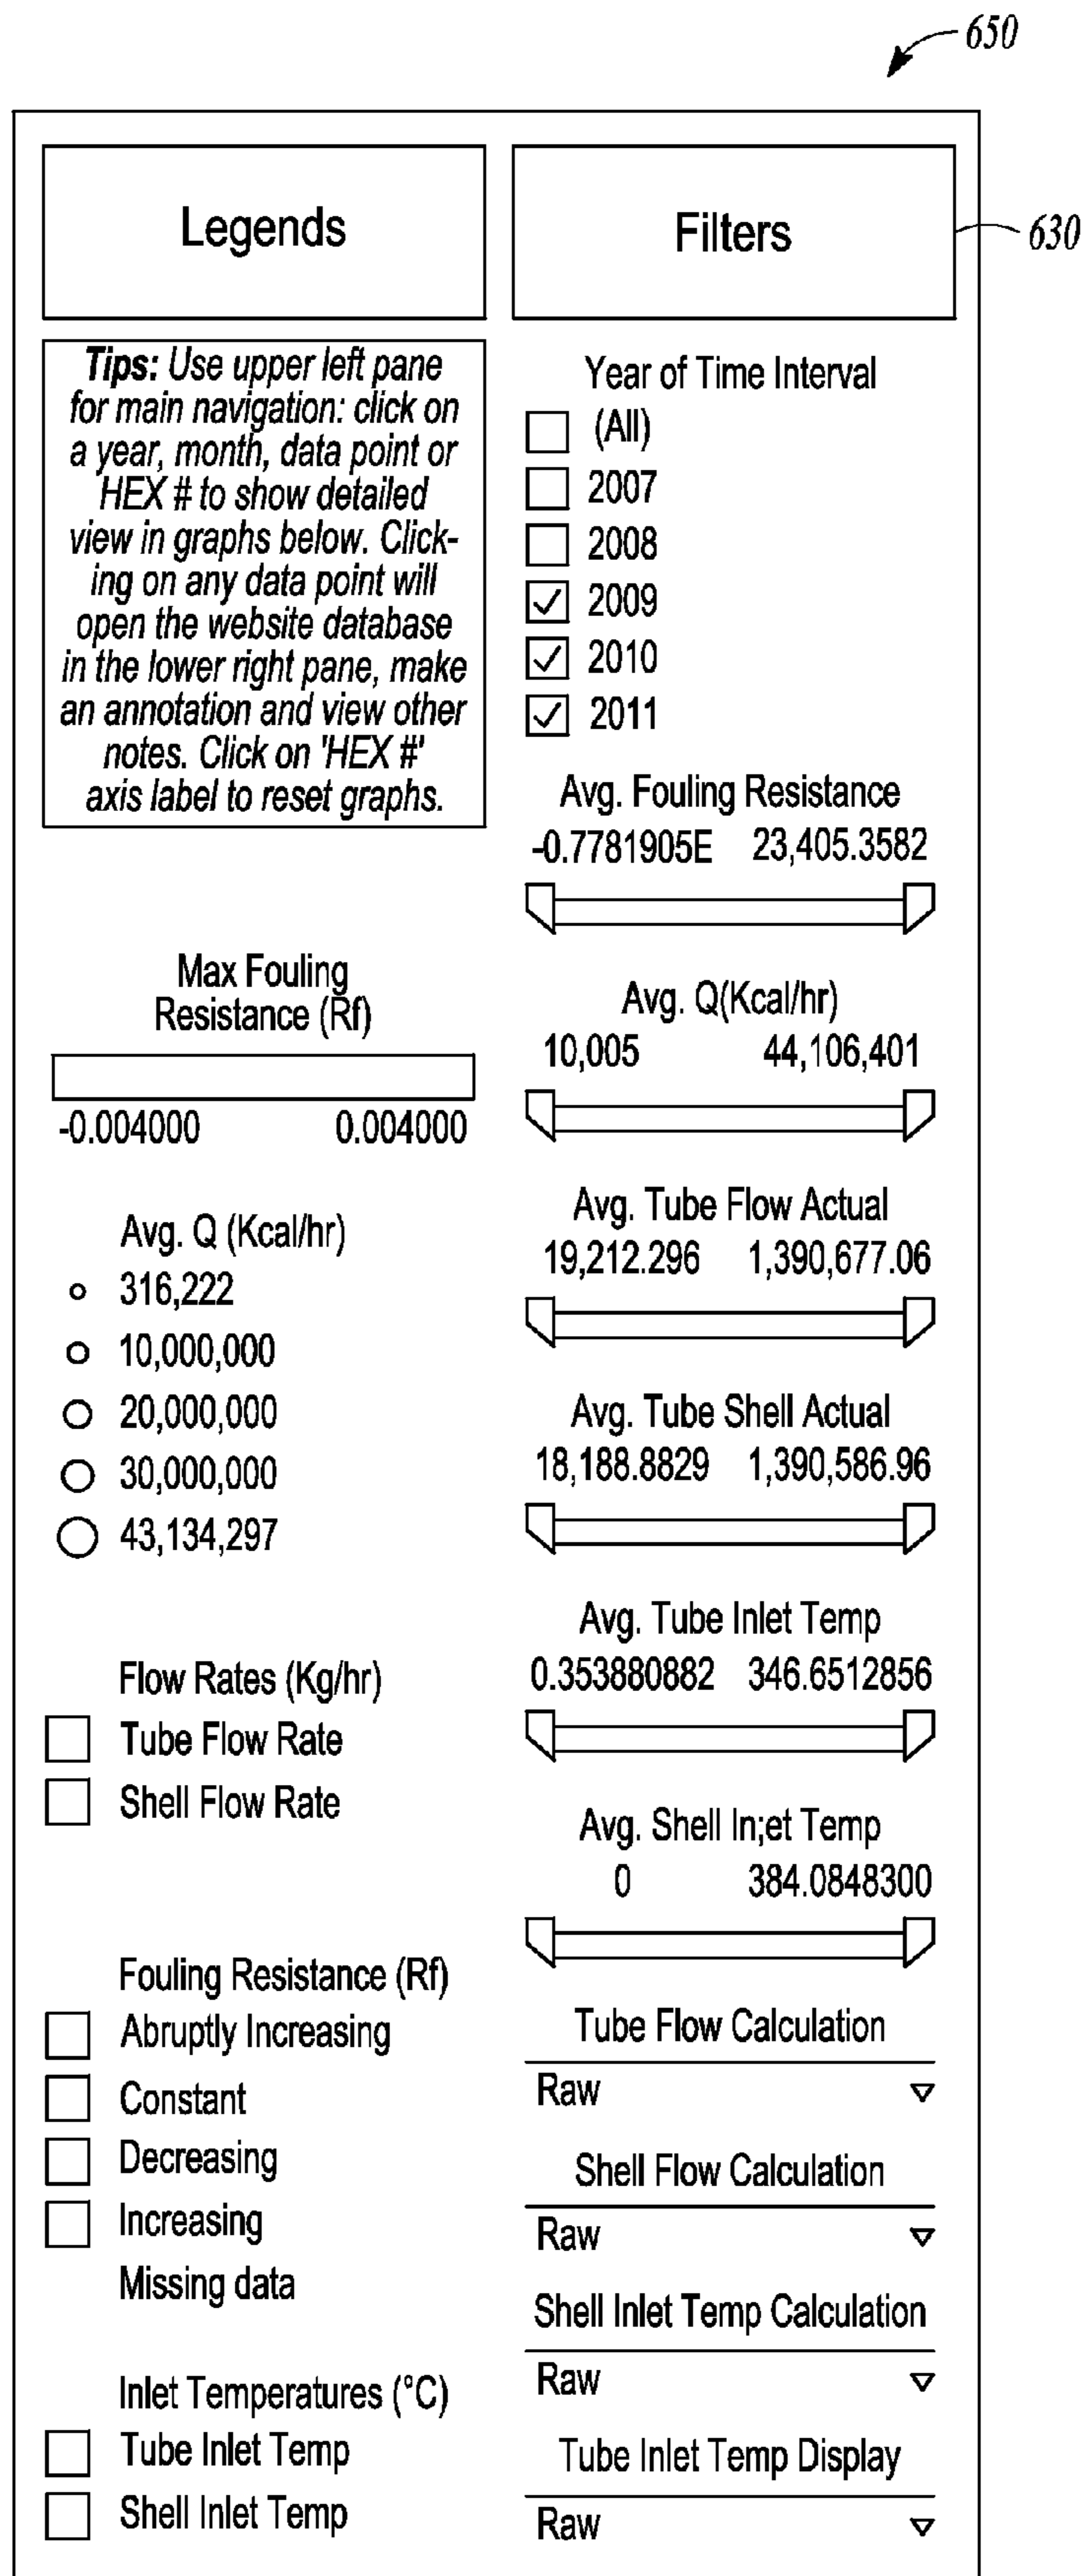 650
Legends
Filters
630
Tips: Use upper left pane
for main navigation: click on
a year, month, data point or
HEX # to show detailed
view in graphs below. Click-
ing on any data point will
open the website database
in the lower right pane, make
an annotation and view other
notes. Click on 'HEX #'
axis label to reset graphs.
Max Fouling
Resistance (Rf)
-0.004000 0.004000
Avg. Q (Kcal/hr)
316,222
10,000,000
20,000,000
30,000,000
43,134,297
Flow Rates (Kg/hr)
Tube Flow Rate
Shell Flow Rate
Fouling Resistance (Rf)
Abruptly Increasing
Constant
Decreasing
Increasing
Missing data
Inlet Temperatures (°C)
Tube Inlet Temp
Shell Inlet Temp
Year of Time Interval
(All)
2007
2008
2009
2010
2011
Avg. Fouling Resistance
-0.7781905E 23,405.3582
Avg. Q(Kcal/hr)
10,005 44,106,401
Avg. Tube Flow Actual
19,212.296 1,390,677.06
Avg. Tube Shell Actual
18,188.8829 1,390,586.96
Avg. Tube Inlet Temp
0.353880882 346.6512856
Avg. Shell In;et Temp
0 384.0848300
Tube Flow Calculation
Raw
Shell Flow Calculation
Raw
Shell Inlet Temp Calculation
Raw
Tube Inlet Temp Display
Raw